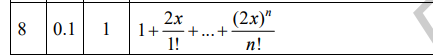 8 0.1 1 1+ 2x/1! +...+ (2x)ⁿ/n!